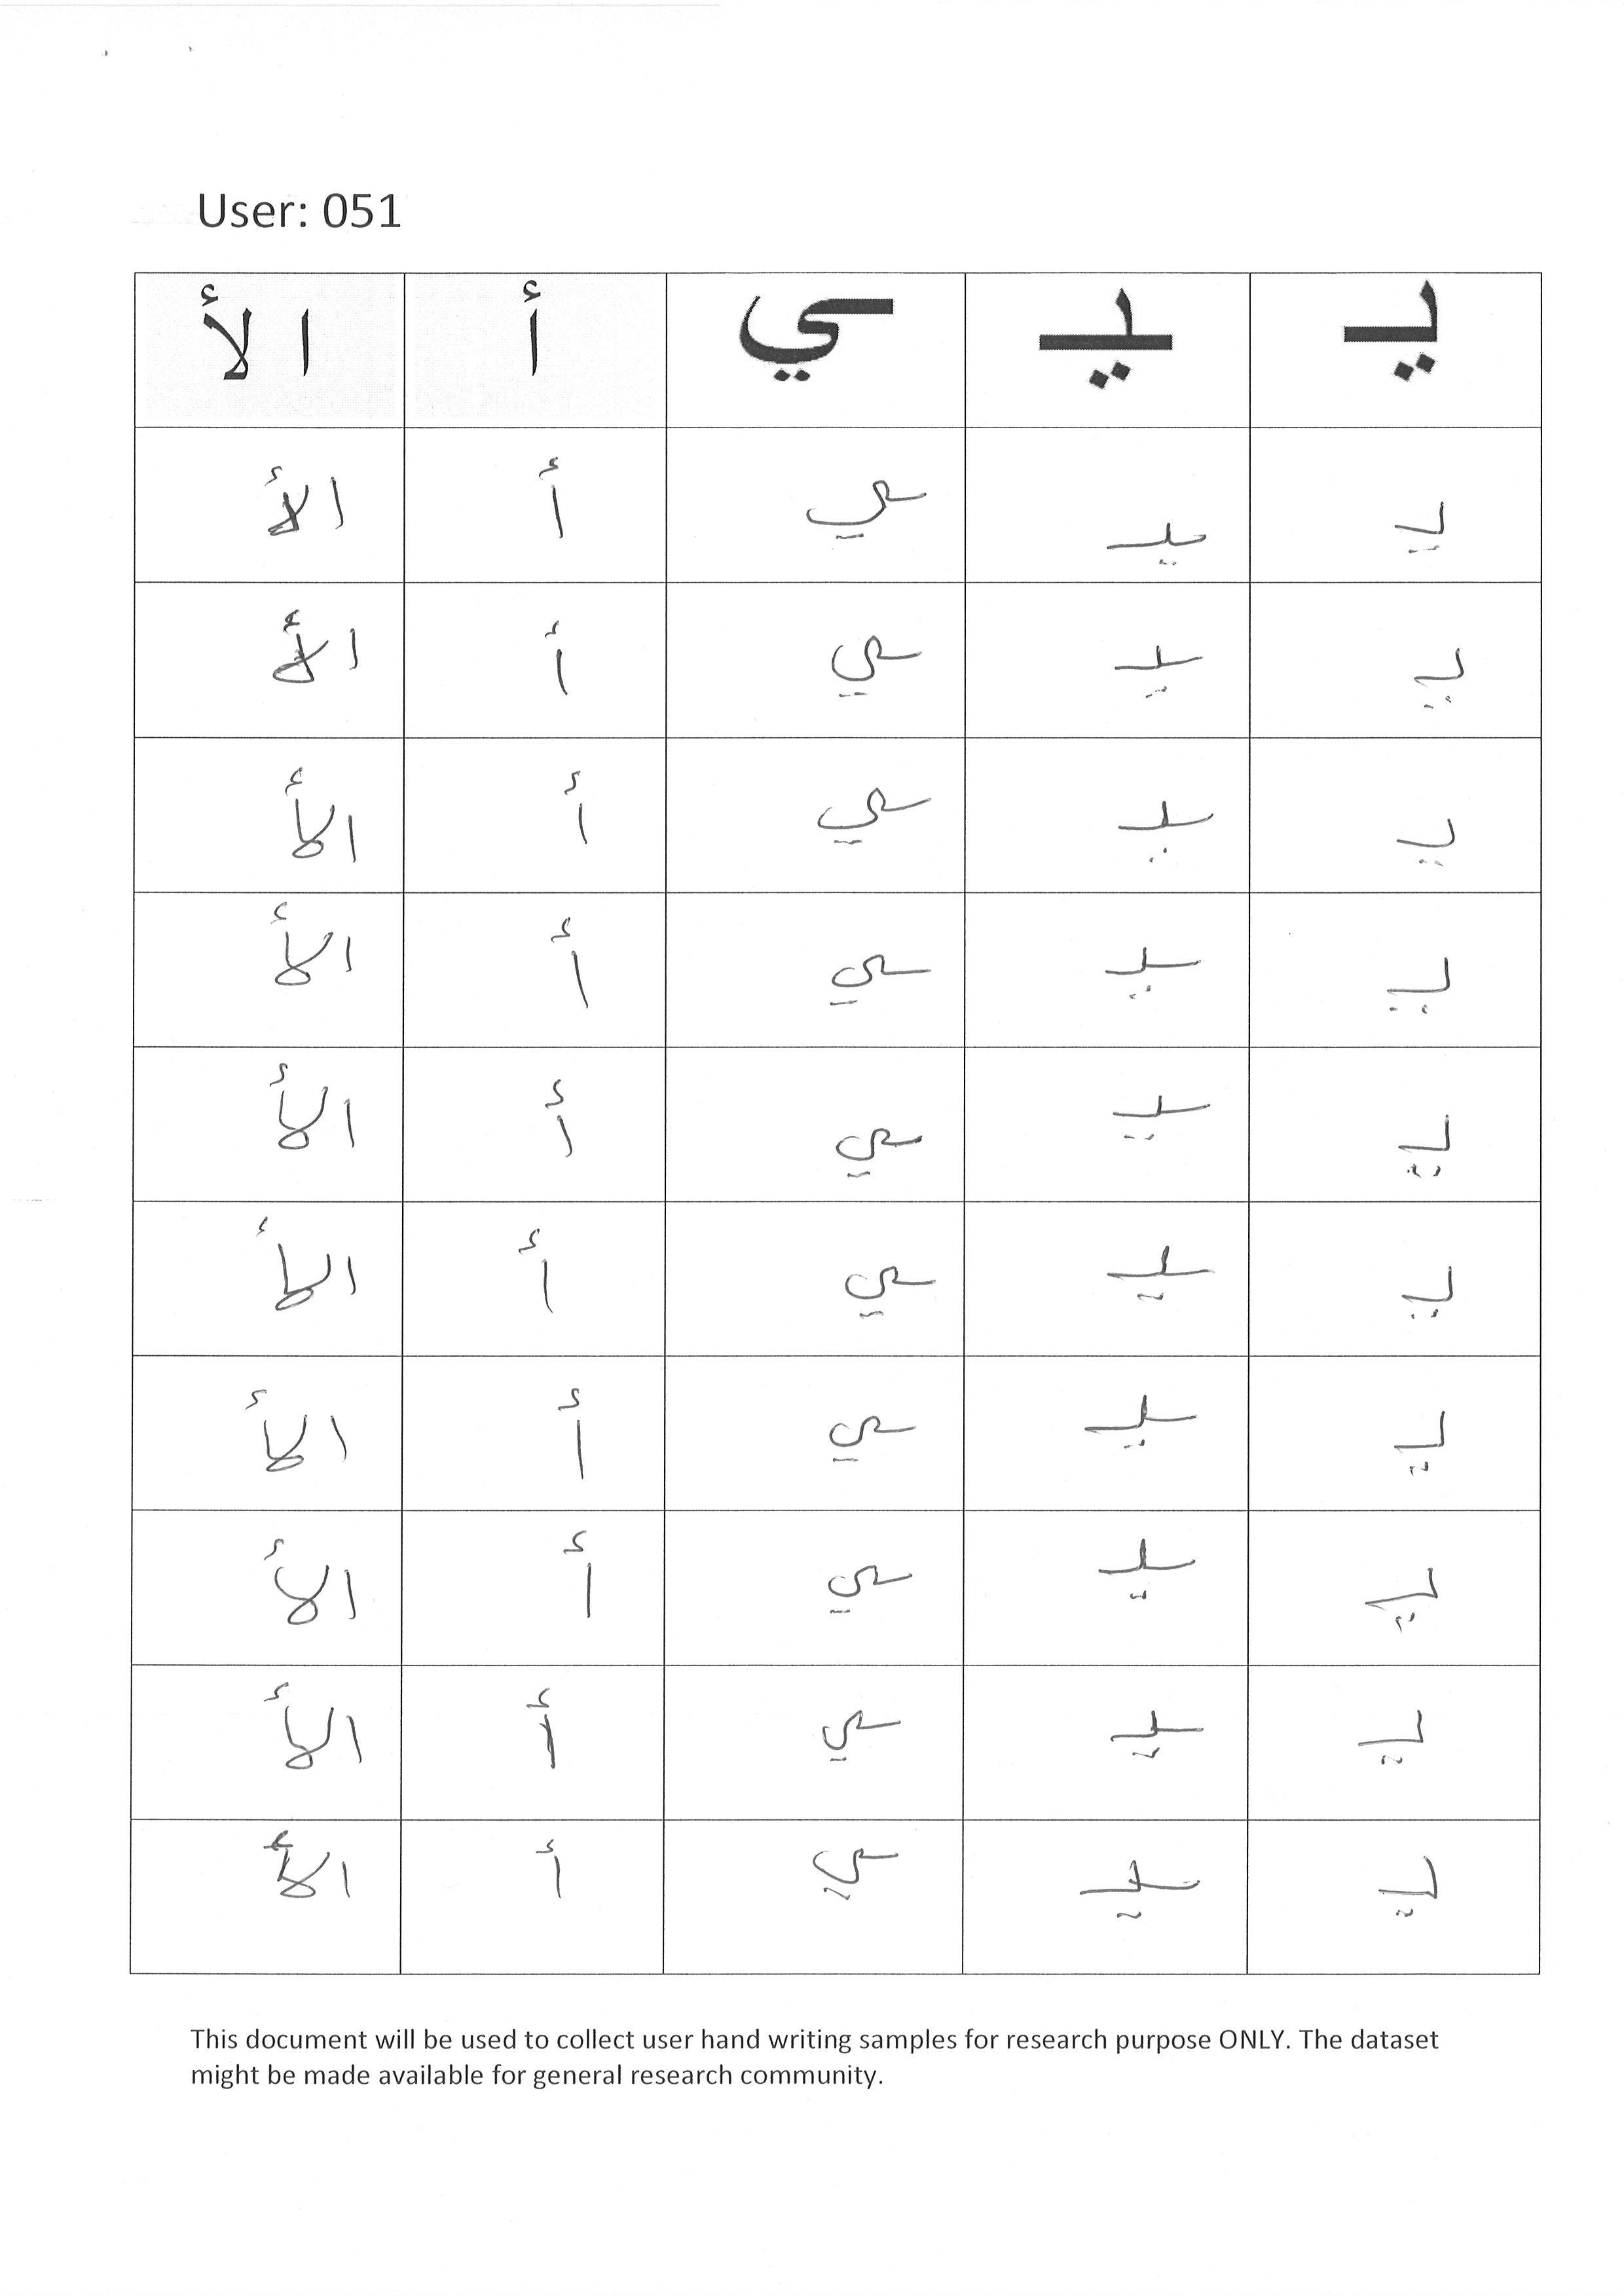 User: 051
يـ ـيـ ـي أ ا لأ
يـ ـيـ ـي أ الأ
يـ ـيـ ـي أ الأ
يـ ـيـ ـي أ الأ
يـ ـيـ ـي أ الأ
يـ ـيـ ـي أ الأ
يـ ـيـ ـي أ الأ
يـ ـيـ ـي أ الأ
يـ ـيـ ـي أ الأ
يـ ـيـ ـي أ الأ
يـ ـيـ ـي أ الأ
This document will be used to collect user hand writing samples for research purpose ONLY. The dataset
might be made available for general research community.